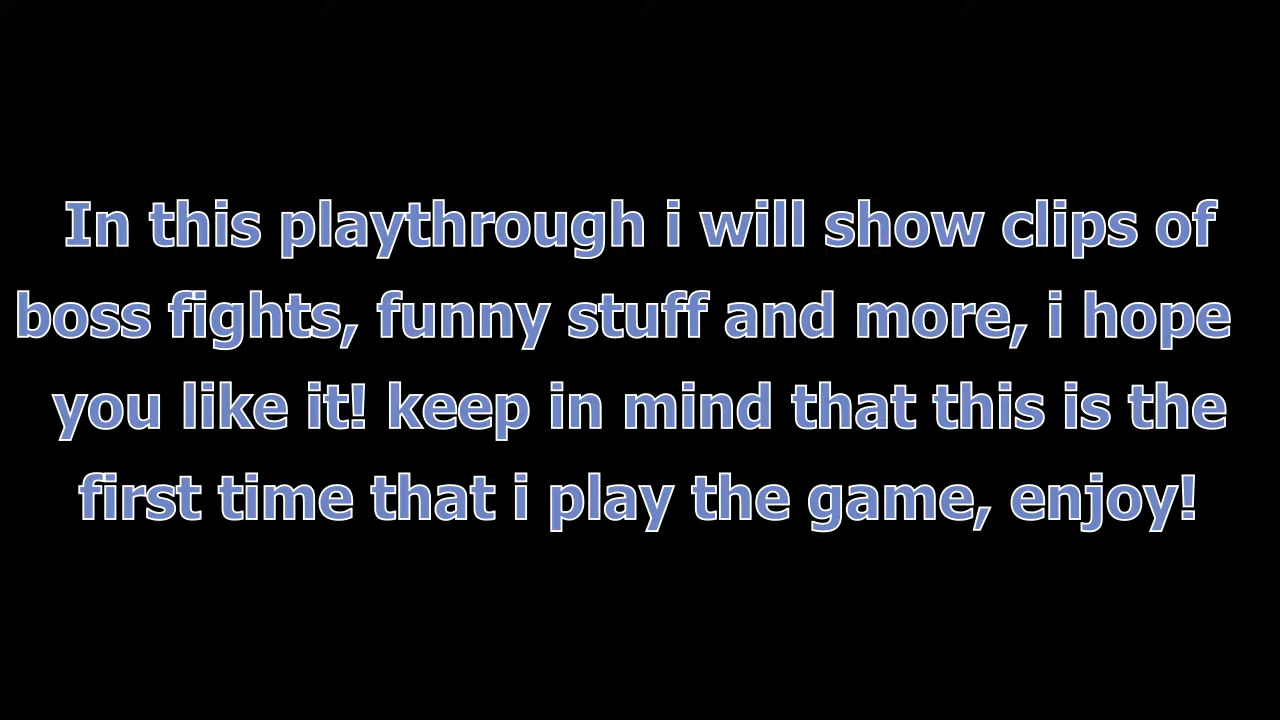 In this playthrough i will show clips of
boss fights, funny stuff and more, i hope
you like it! keep in mind that this is the
first time that i play the game, enjoy!